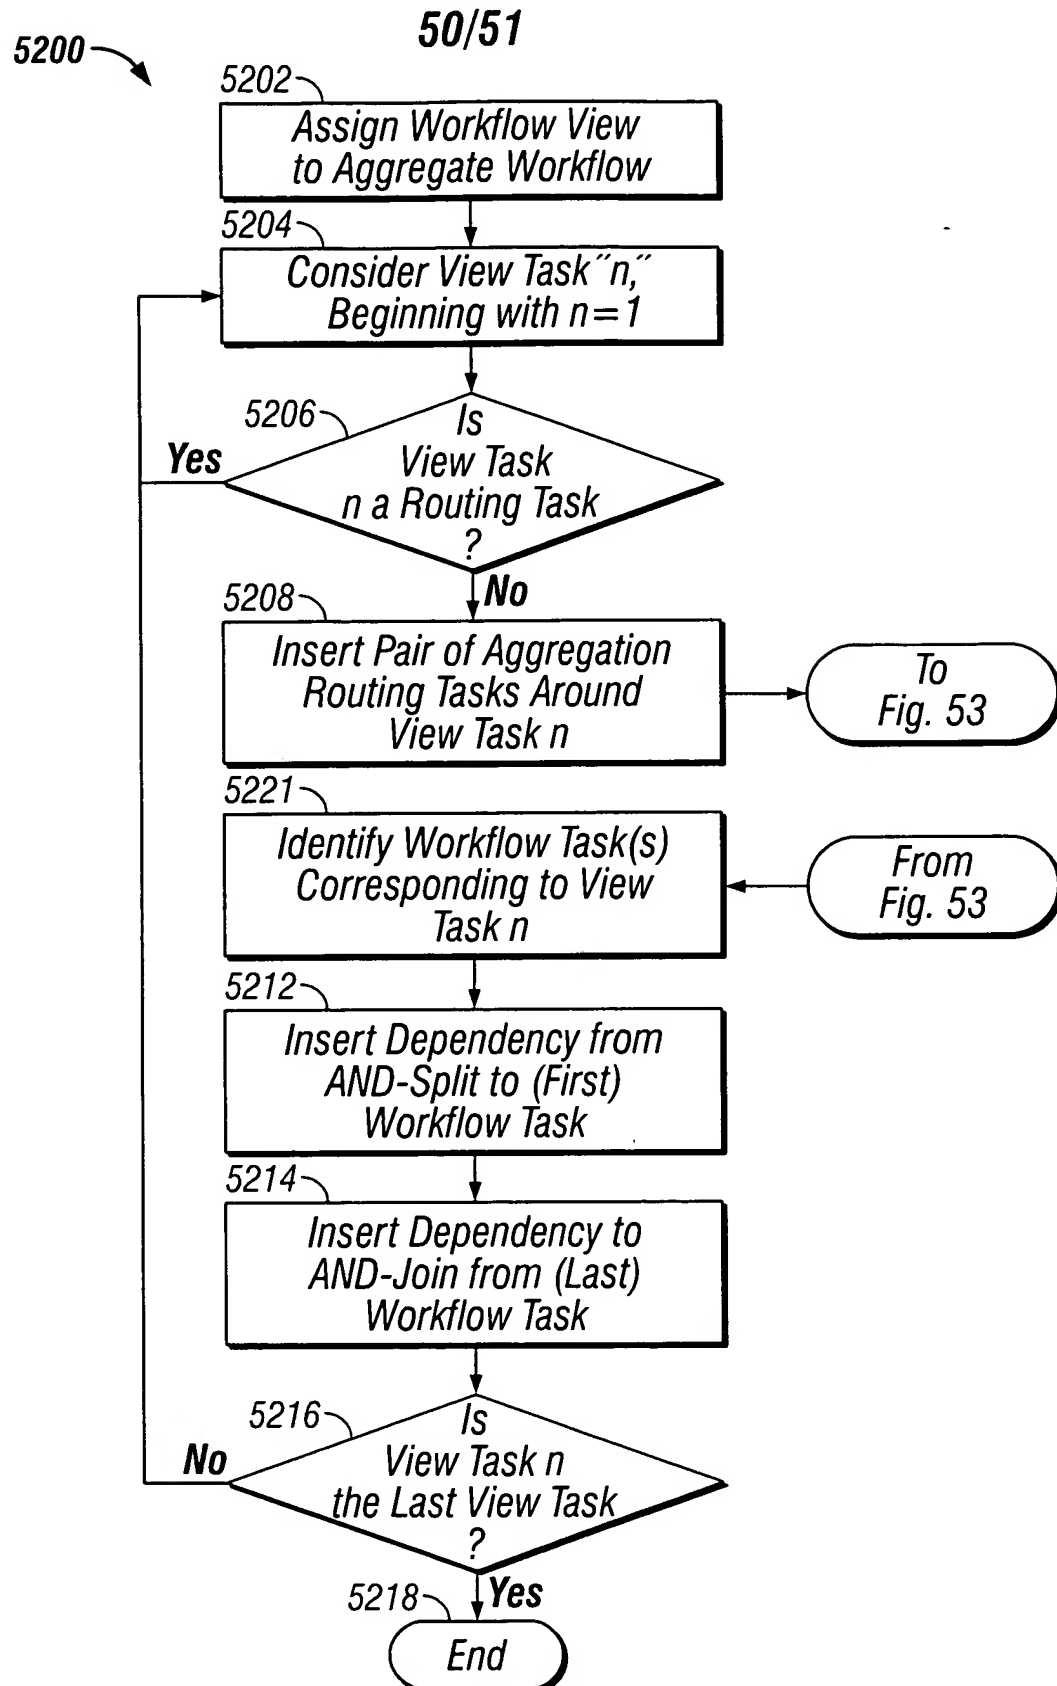 50/51
5200
5202
Assign Workflow View
to Aggregate Workflow
5204
Consider View Task "n,"
Beginning with n=1
5206
Is
View Task
n a Routing Task
?
Yes
No
5208
Insert Pair of Aggregation
Routing Tasks Around
View Task n
To
Fig. 53
5221
Identify Workflow Task(s)
Corresponding to View
Task n
From
Fig. 53
5212
Insert Dependency from
AND-Split to (First)
Workflow Task
5214
Insert Dependency to
AND-Join from (Last)
Workflow Task
5216
Is
View Task n
the Last View Task
?
No
Yes
5218
End